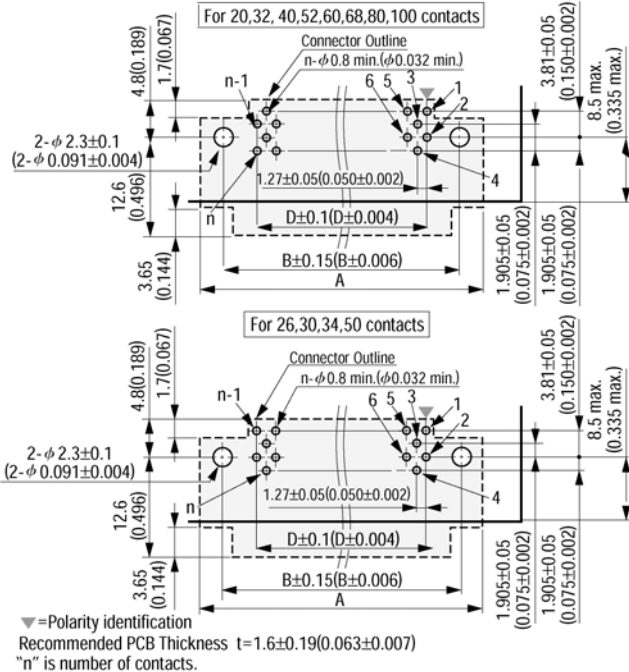 For 20,32, 40,52,60,68,80,100 contacts
Connector Outline
n-φ0.8 min.(φ0.032 min.)
n-1
6
5
3
1
2
4
n
4.8(0.189)
1.7(0.067)
2-φ2.3±0.1
(2-φ0.091±0.004)
12.6
(0.496)
3.65
(0.144)
1.27±0.05(0.050±0.002)
D±0.1(D±0.004)
B±0.15(B±0.006)
A
3.81±0.05
(0.150±0.002)
8.5 max.
(0.335 max.)
1.905±0.05
(0.075±0.002)
1.905±0.05
(0.075±0.002)
For 26,30,34,50 contacts
Connector Outline
n-φ0.8 min.(φ0.032 min.)
n-1
6
5
3
1
2
4
n
4.8(0.189)
1.7(0.067)
2-φ2.3±0.1
(2-φ0.091±0.004)
12.6
(0.496)
3.65
(0.144)
1.27±0.05(0.050±0.002)
D±0.1(D±0.004)
B±0.15(B±0.006)
A
3.81±0.05
(0.150±0.002)
8.5 max.
(0.335 max.)
1.905±0.05
(0.075±0.002)
1.905±0.05
(0.075±0.002)
▼=Polarity identification
Recommended PCB Thickness t=1.6±0.19(0.063±0.007)
"n" is number of contacts.